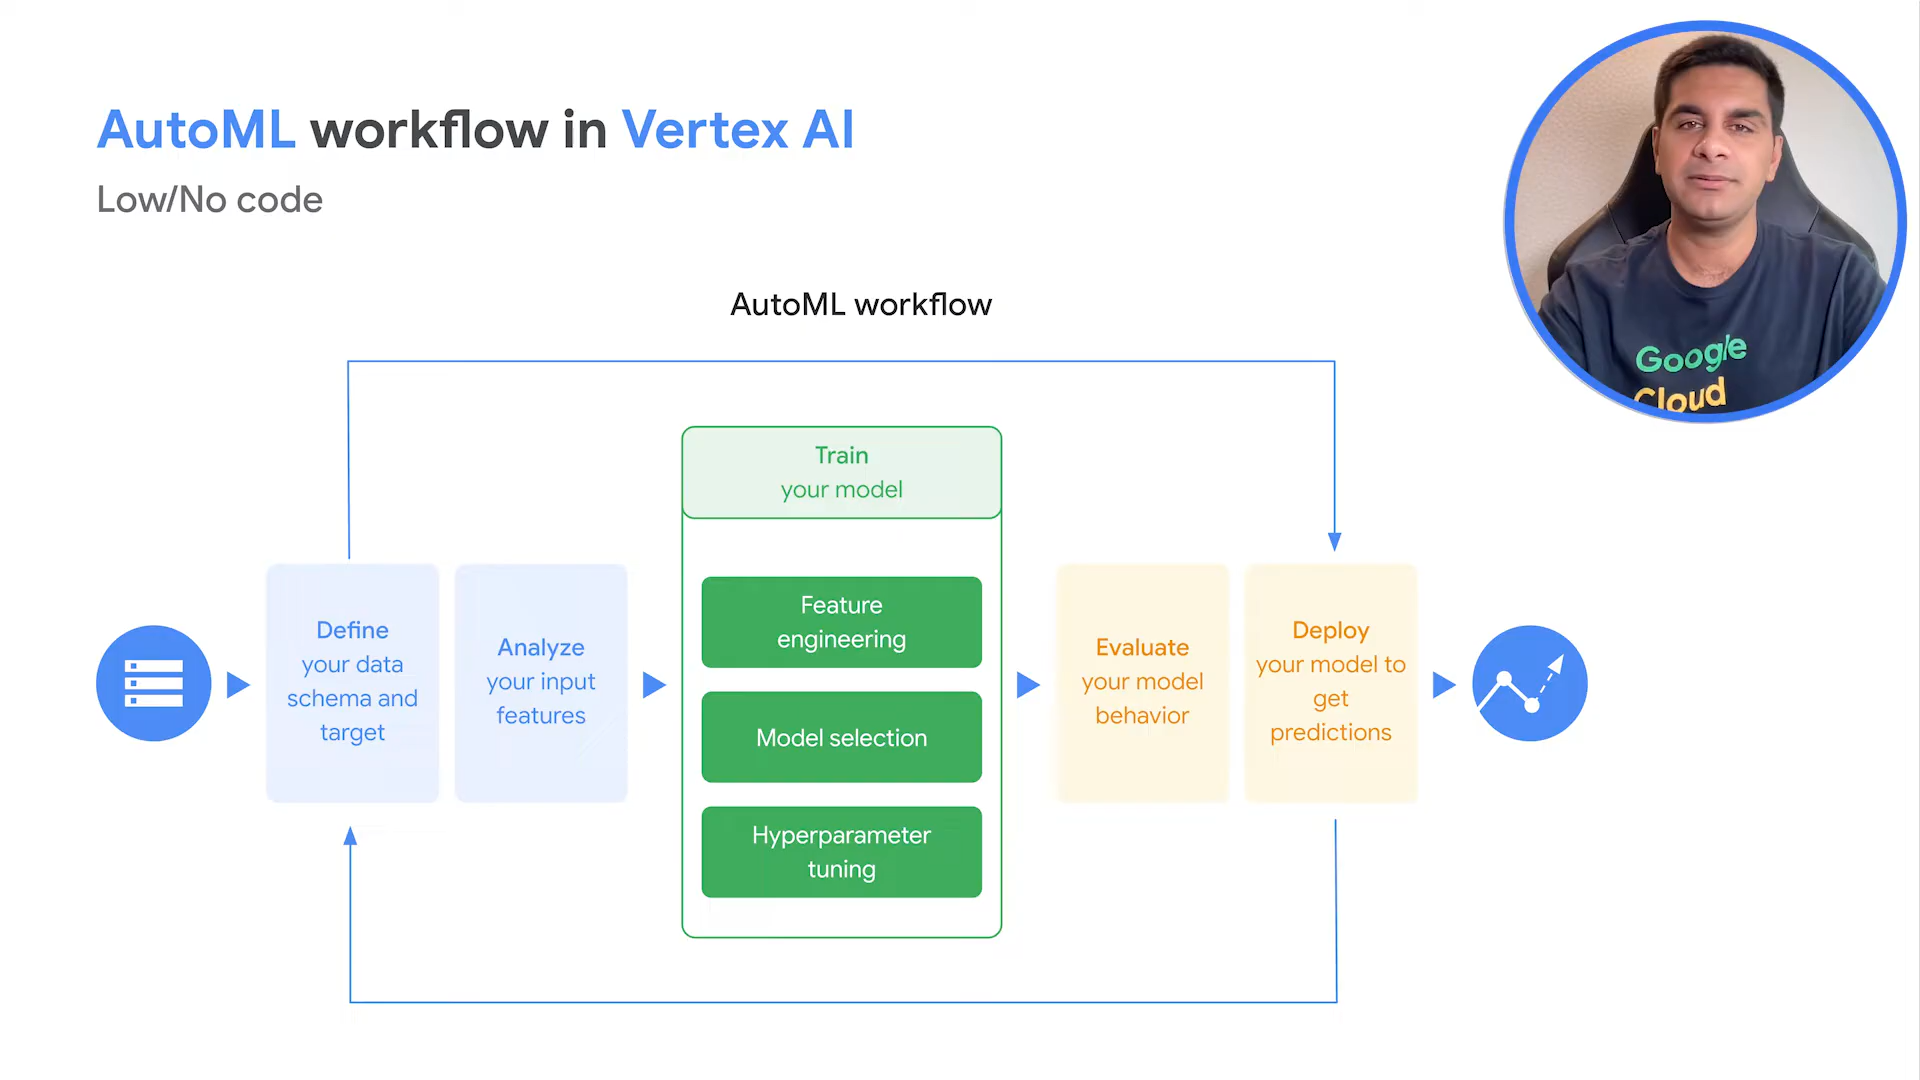 AutoML workflow in Vertex AI
Low/No code
AutoML workflow
Define
your data
schema and
target
Analyze
your input
features
Train
your model
Feature
engineering
Model selection
Hyperparameter
tuning
Evaluate
your model
behavior
Deploy
your model to
get
predictions
Google
Cloud